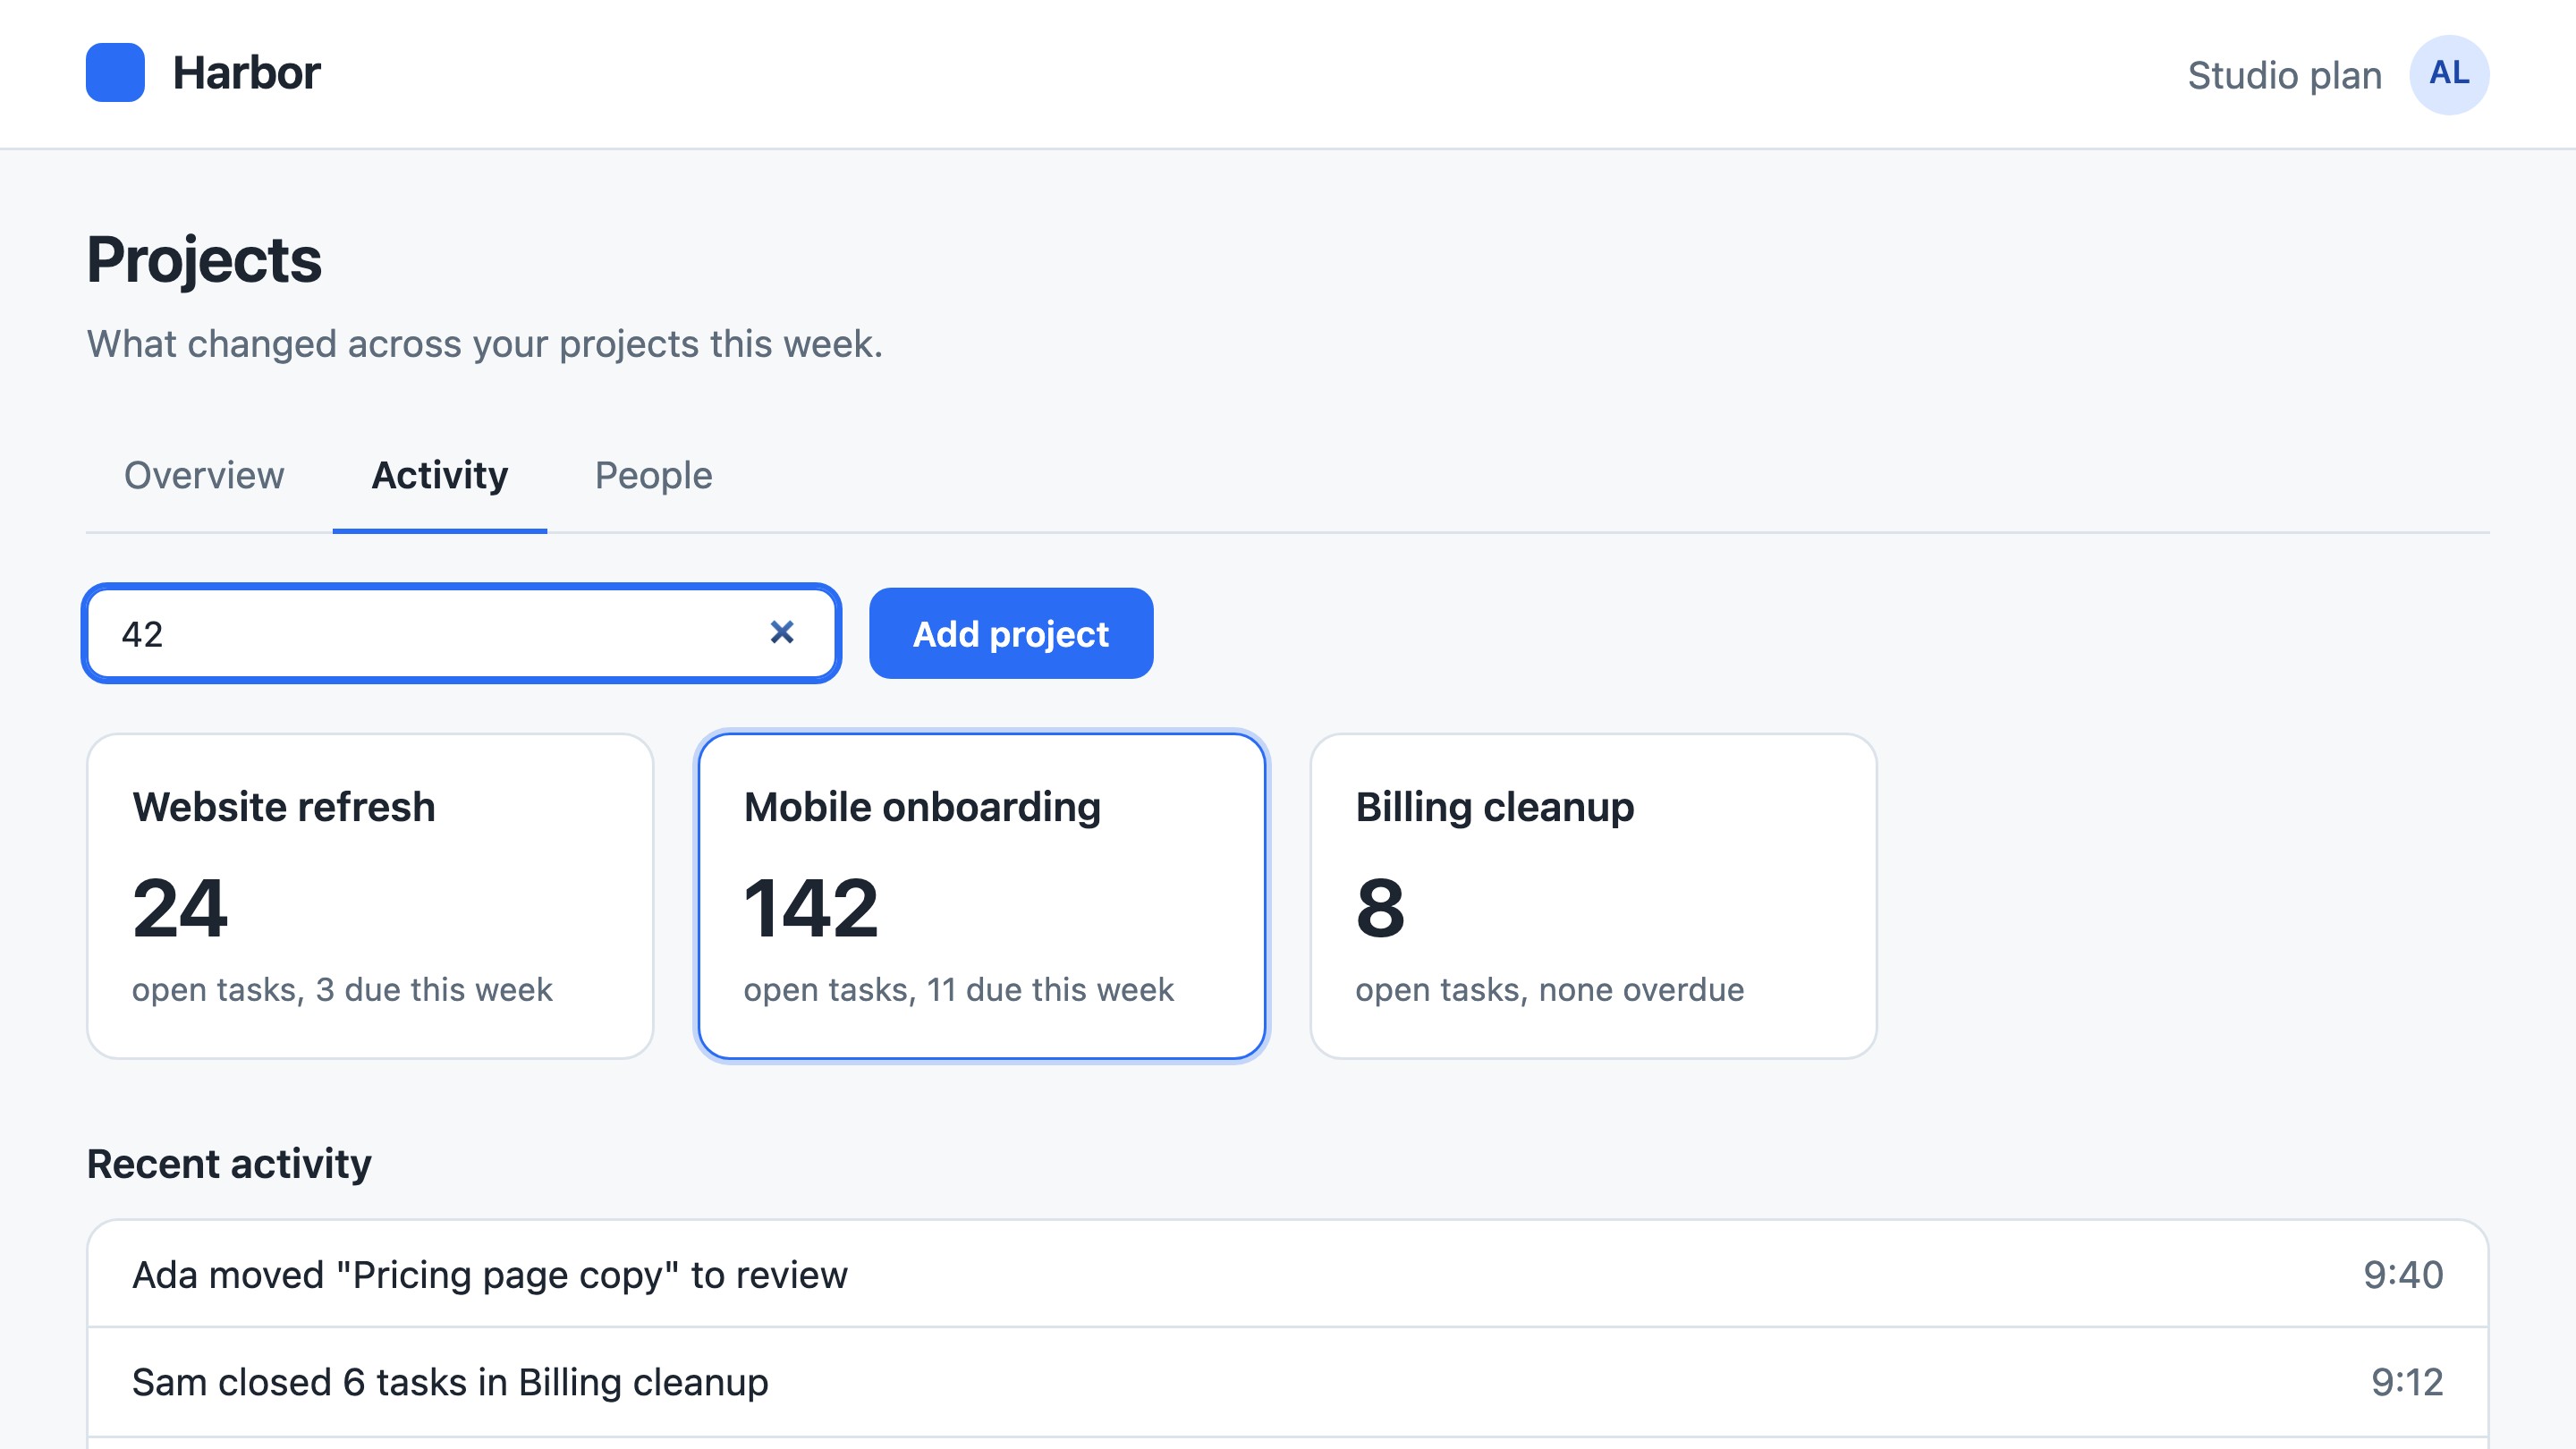 Harbor
Studio plan AL
Projects
What changed across your projects this week.
Overview Activity People
42 Add project
Website refresh
24
open tasks, 3 due this week
Mobile onboarding
142
open tasks, 11 due this week
Billing cleanup
8
open tasks, none overdue
Recent activity
Ada moved "Pricing page copy" to review 9:40
Sam closed 6 tasks in Billing cleanup 9:12